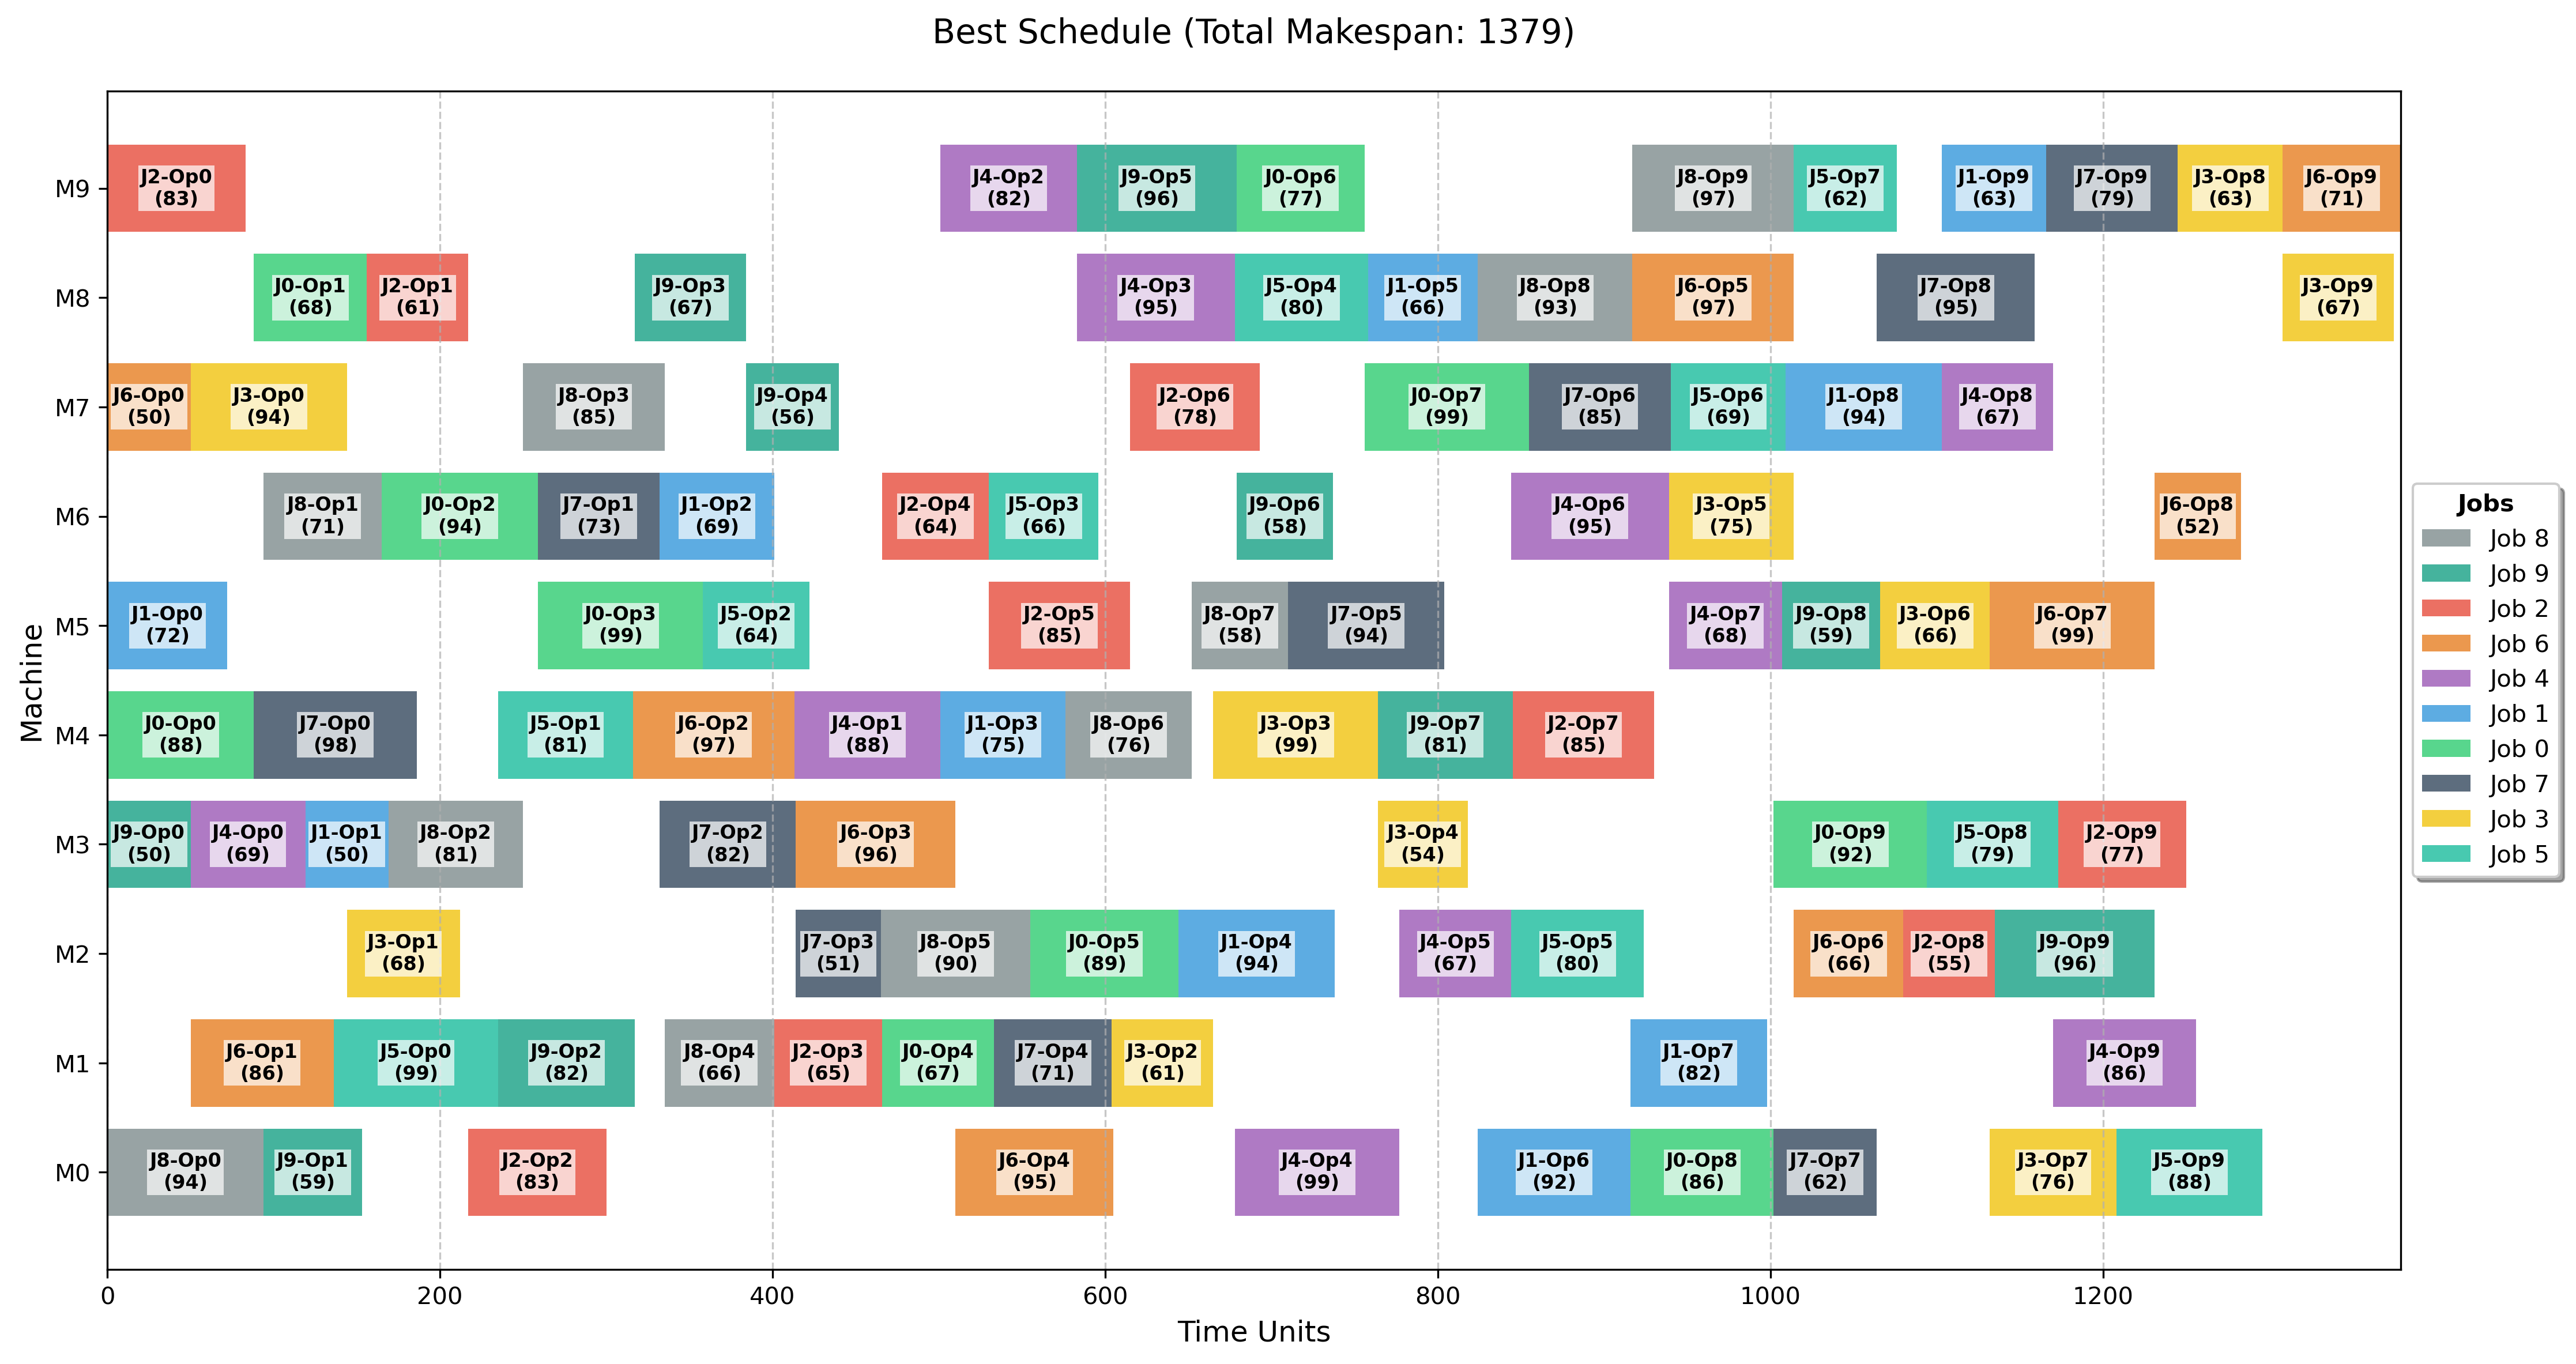 Best Schedule (Total Makespan: 1379)
Machine
M9
J2-Op0
(83)
J4-Op2
(82)
J9-Op5
(96)
J0-Op6
(77)
J8-Op9
(97)
J5-Op7
(62)
J1-Op9
(63)
J7-Op9
(79)
J3-Op8
(63)
J6-Op9
(71)
M8
J0-Op1
(68)
J2-Op1
(61)
J9-Op3
(67)
J4-Op3
(95)
J5-Op4
(80)
J1-Op5
(66)
J8-Op8
(93)
J6-Op5
(97)
J7-Op8
(95)
J3-Op9
(67)
M7
J6-Op0
(50)
J3-Op0
(94)
J8-Op3
(85)
J9-Op4
(56)
J2-Op6
(78)
J0-Op7
(99)
J7-Op6
(85)
J5-Op6
(69)
J1-Op8
(94)
J4-Op8
(67)
M6
J8-Op1
(71)
J0-Op2
(94)
J7-Op1
(73)
J1-Op2
(69)
J2-Op4
(64)
J5-Op3
(66)
J9-Op6
(58)
J4-Op6
(95)
J3-Op5
(75)
J6-Op8
(52)
M5
J1-Op0
(72)
J0-Op3
(99)
J5-Op2
(64)
J2-Op5
(85)
J8-Op7
(58)
J7-Op5
(94)
J4-Op7
(68)
J9-Op8
(59)
J3-Op6
(66)
J6-Op7
(99)
M4
J0-Op0
(88)
J7-Op0
(98)
J5-Op1
(81)
J6-Op2
(97)
J4-Op1
(88)
J1-Op3
(75)
J8-Op6
(76)
J3-Op3
(99)
J9-Op7
(81)
J2-Op7
(85)
M3
J9-Op0
(50)
J4-Op0
(69)
J1-Op1
(50)
J8-Op2
(81)
J7-Op2
(82)
J6-Op3
(96)
J3-Op4
(54)
J0-Op9
(92)
J5-Op8
(79)
J2-Op9
(77)
M2
J3-Op1
(68)
J7-Op3
(51)
J8-Op5
(90)
J0-Op5
(89)
J1-Op4
(94)
J4-Op5
(67)
J5-Op5
(80)
J6-Op6
(66)
J2-Op8
(55)
J9-Op9
(96)
M1
J6-Op1
(86)
J5-Op0
(99)
J9-Op2
(82)
J8-Op4
(66)
J2-Op3
(65)
J0-Op4
(67)
J7-Op4
(71)
J3-Op2
(61)
J1-Op7
(82)
J4-Op9
(86)
M0
J8-Op0
(94)
J9-Op1
(59)
J2-Op2
(83)
J6-Op4
(95)
J4-Op4
(99)
J1-Op6
(92)
J0-Op8
(86)
J7-Op7
(62)
J3-Op7
(76)
J5-Op9
(88)
0 200 400 600 800 1000 1200
Time Units
Jobs
Job 8
Job 9
Job 2
Job 6
Job 4
Job 1
Job 0
Job 7
Job 3
Job 5